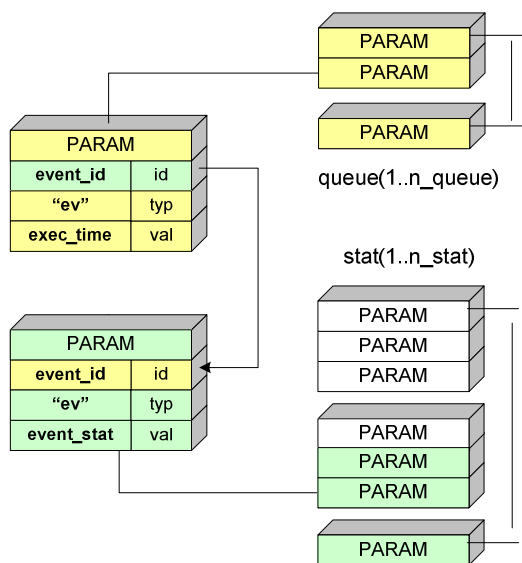 PARAM
PARAM
PARAM
queue(1..n_queue)
PARAM
event_id id
“ev” typ
exec_time val
stat(1..n_stat)
PARAM
PARAM
PARAM
PARAM
event_id id
“ev” typ
event_stat val
PARAM
PARAM
PARAM
PARAM